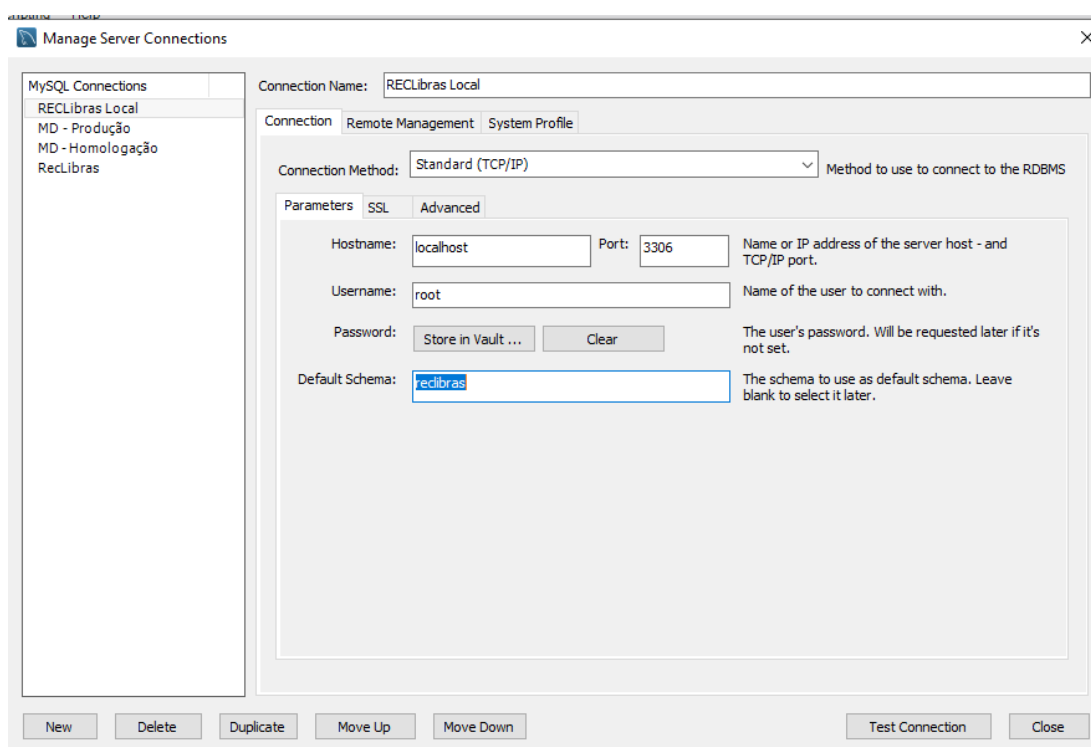 Manage Server Connections
MySQL Connections
RECLibras Local
MD - Produção
MD - Homologação
RecLibras
Connection Name: RECLibras Local
Connection Remote Management System Profile
Connection Method: Standard (TCP/IP) Method to use to connect to the RDBMS
Parameters SSL Advanced
Hostname: localhost Port: 3306 Name or IP address of the server host - and
TCP/IP port.
Username: root Name of the user to connect with.
Password: Store in Vault ... Clear The user's password. Will be requested later if it's
not set.
Default Schema: reclibras The schema to use as default schema. Leave
blank to select it later.
New Delete Duplicate Move Up Move Down Test Connection Close